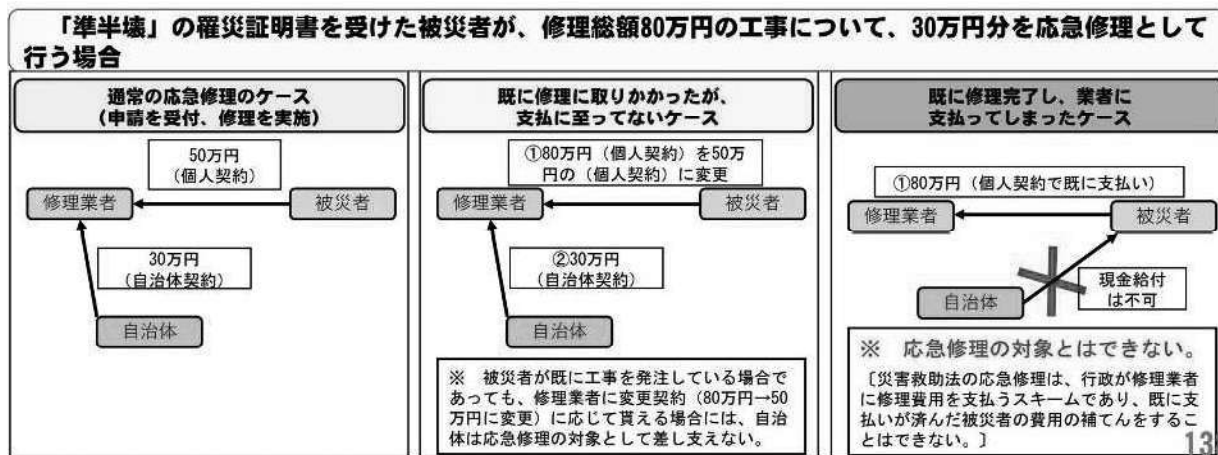 「準半壊」の罹災証明書を受けた被災者が、修理総額80万円の工事について、30万円分を応急修理として
行う場合
通常の応急修理のケース
(申請を受付、修理を実施)
50万円
(個人契約)
修理業者
被災者
30万円
(自治体契約)
自治体
既に修理に取りかかったが、
支払に至ってないケース
①80万円(個人契約)を50万
円の(個人契約)に変更
修理業者
被災者
②30万円
(自治体契約)
自治体
※ 被災者が既に工事を発注している場合で
あっても、修理業者に変更契約(80万円→50
万円に変更)に応じて貰える場合には、自治
体は応急修理の対象として差し支えない。
既に修理完了し、業者に
支払ってしまったケース
①80万円(個人契約で既に支払い)
修理業者
被災者
現金給付
は不可
自治体
※ 応急修理の対象とはできない。
〔災害救助法の応急修理は、行政が修理業者
に修理費用を支払うスキームであり、既に支
払いが済んだ被災者の費用の補てんをするこ
とはできない。〕
13